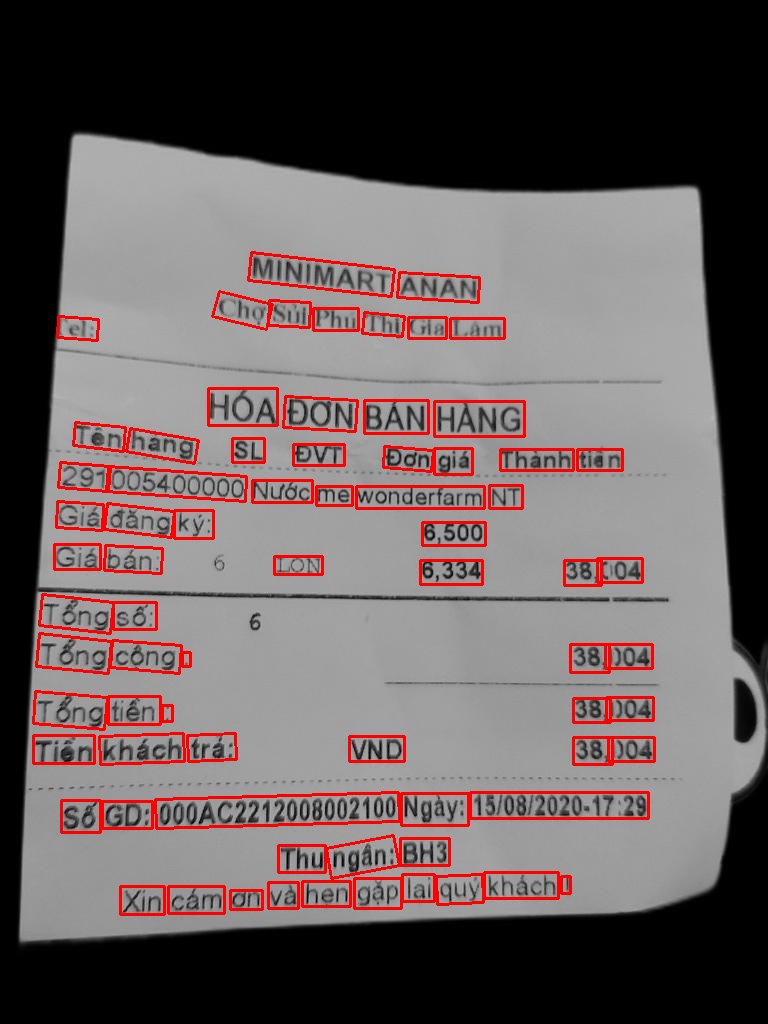 MINIMART ANAN
Chợ Sủi Phú Thị Gia Lâm
Tel:
HÓA ĐƠN BÁN HÀNG
Tên hàng SL ĐVT Đơn giá Thành tiền
291005400000 Nước me wonderfarm NT
Giá đăng ký: 6,500
Giá bán: 6 LON 6,334 38,004
Tổng số: 6
Tổng cộng: 38,004
Tổng tiền: 38,004
Tiền khách trả: VND 38,004
Số GD: 000AC2212008002100 Ngày: 15/08/2020-17:29
Thu ngân: BH3
Xin cám ơn và hẹn gặp lại quý khách !